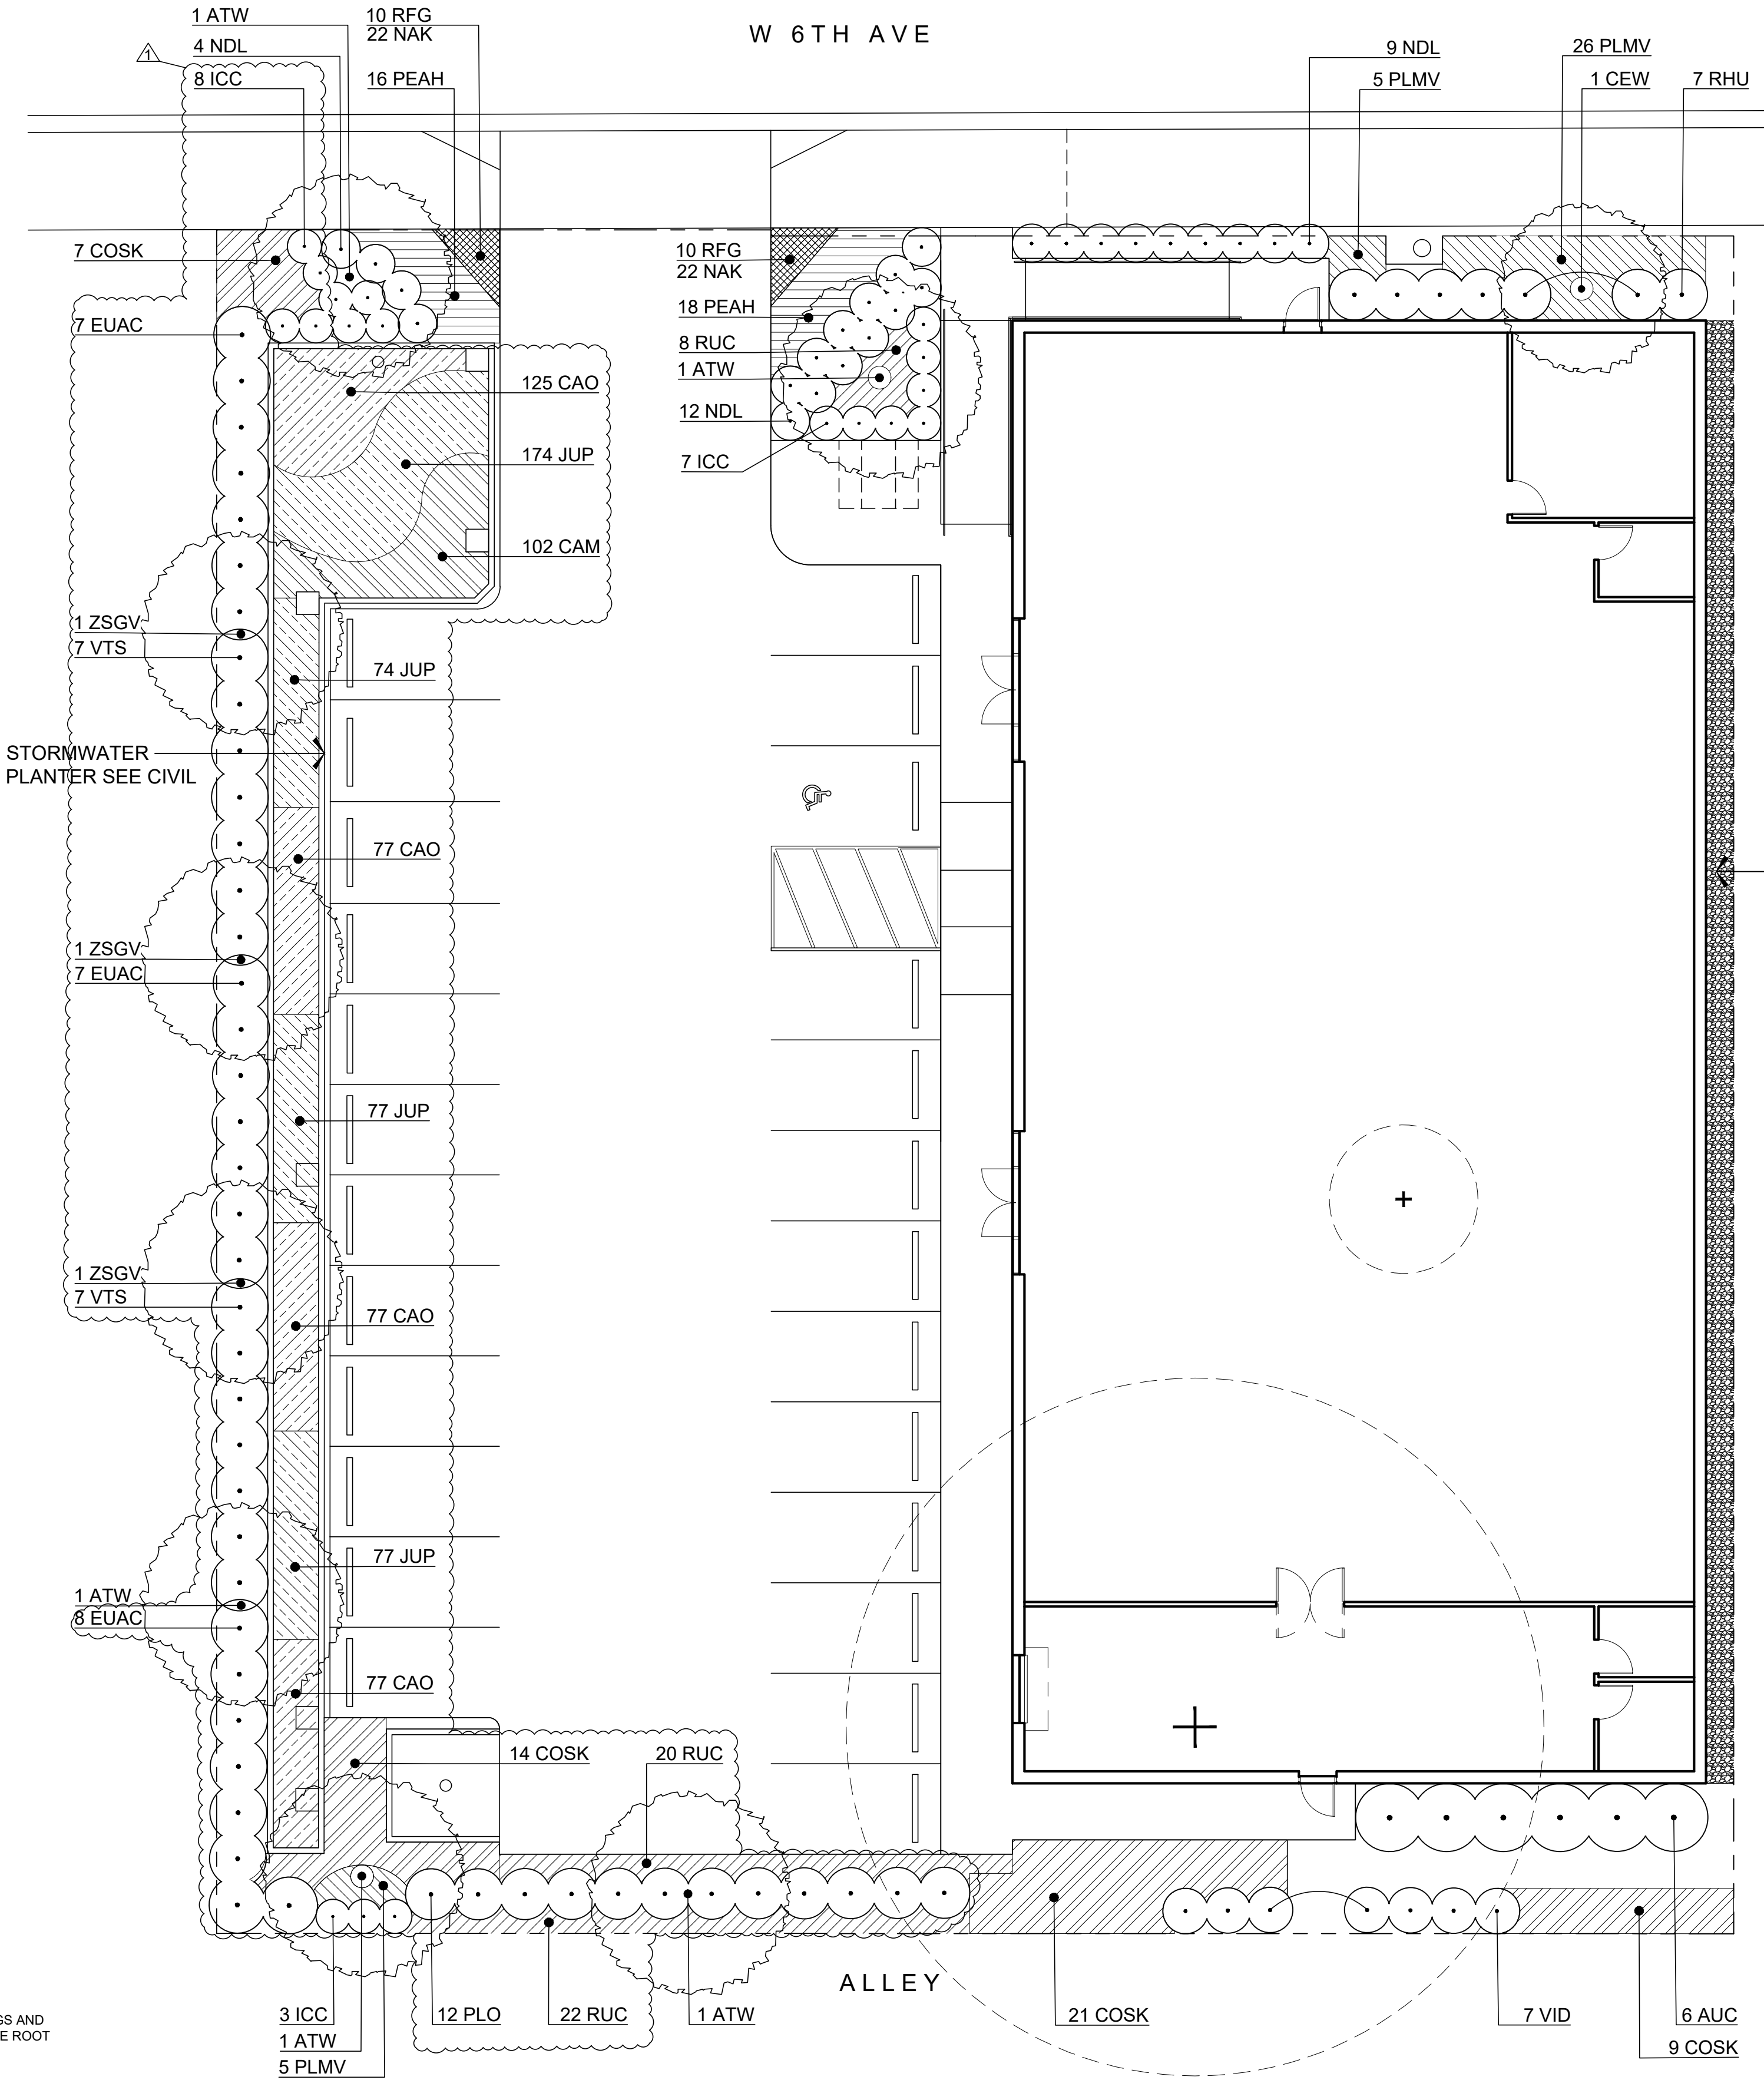 W 6TH AVE
1 ATW
4 NDL
8 ICC
10 RFG
22 NAK
16 PEAH
1
9 NDL
5 PLMV
26 PLMV
1 CEW
7 RHU
7 COSK
7 EUAC
10 RFG
22 NAK
18 PEAH
8 RUC
1 ATW
12 NDL
7 ICC
125 CAO
174 JUP
102 CAM
1 ZSGV
7 VTS
74 JUP
STORMWATER
PLANTER SEE CIVIL
77 CAO
1 ZSGV
7 EUAC
77 JUP
1 ZSGV
7 VTS
77 CAO
77 JUP
1 ATW
8 EUAC
77 CAO
14 COSK
20 RUC
ALLEY
3 ICC
1 ATW
5 PLMV
12 PLO
22 RUC
1 ATW
21 COSK
7 VID
6 AUC
9 COSK
GS AND
E ROOT